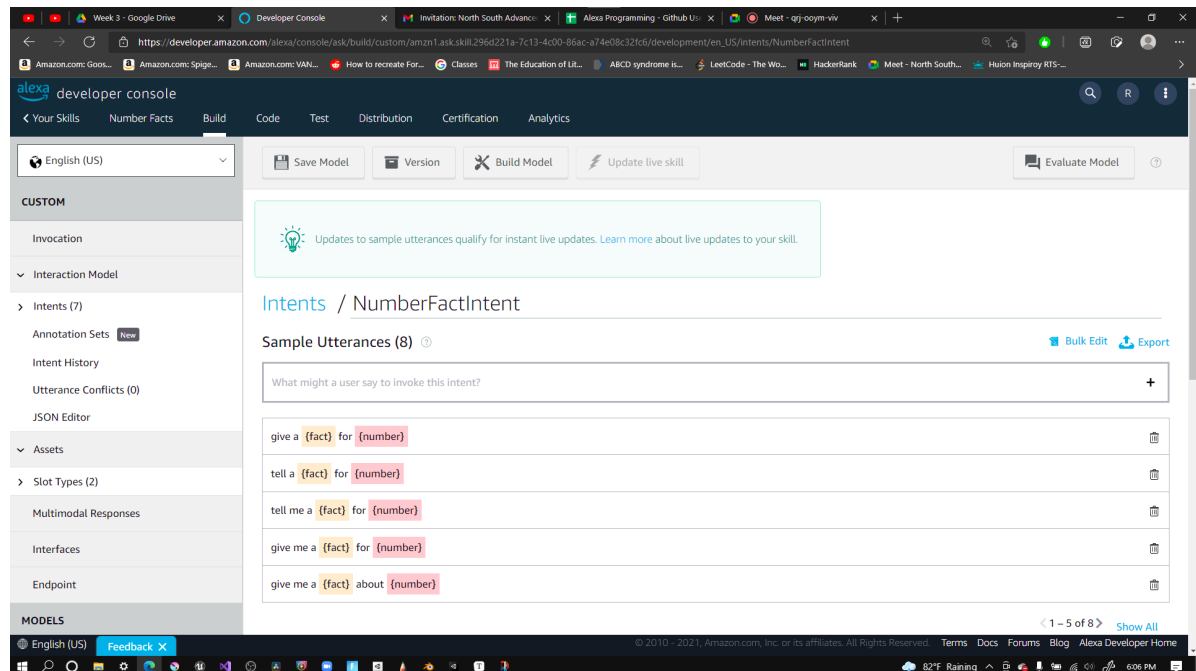 Week 3 - Google Drive
Developer Console
Invitation: North South Advance
Alexa Programming - Github Us
Meet - qrj-ooym-viv
https://developer.amazon.com/alexa/console/ask/build/custom/amzn1.ask.skill.296d221a-7c13-4c00-86ac-a74e08c32fc6/development/en_US/intents/NumberFactIntent
Amazon.com: Goos...
Amazon.com: Spige...
Amazon.com: VAN...
How to recreate For...
Classes
The Education of Lit...
ABCD syndrome is...
LeetCode - The Wo...
HackerRank
Meet - North South...
Huion Inspiroy RTS-...
alexa developer console
R
Your Skills
Number Facts
Build
Code
Test
Distribution
Certification
Analytics
English (US)
Save Model
Version
Build Model
Update live skill
Evaluate Model
CUSTOM
Invocation
Interaction Model
Intents (7)
Annotation Sets New
Intent History
Utterance Conflicts (0)
JSON Editor
Assets
Slot Types (2)
Multimodal Responses
Interfaces
Endpoint
MODELS
Updates to sample utterances qualify for instant live updates. Learn more about live updates to your skill.
Intents / NumberFactIntent
Sample Utterances (8)
Bulk Edit
Export
What might a user say to invoke this intent?
give a {fact} for {number}
tell a {fact} for {number}
tell me a {fact} for {number}
give me a {fact} for {number}
give me a {fact} about {number}
1 – 5 of 8
Show All
English (US)
Feedback
© 2010 - 2021, Amazon.com, Inc. or its affiliates. All Rights Reserved.
Terms
Docs
Forums
Blog
Alexa Developer Home
82°F Raining
6:06 PM